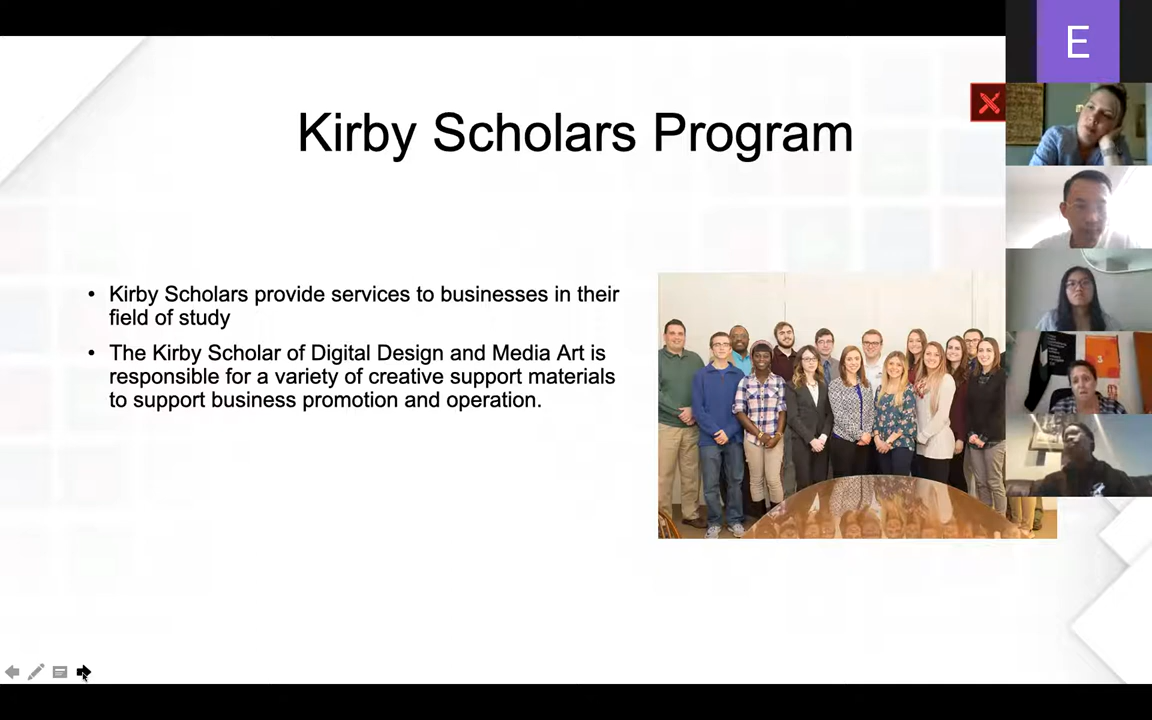 E
Kirby Scholars Program
• Kirby Scholars provide services to businesses in their
field of study
• The Kirby Scholar of Digital Design and Media Art is
responsible for a variety of creative support materials
to support business promotion and operation.